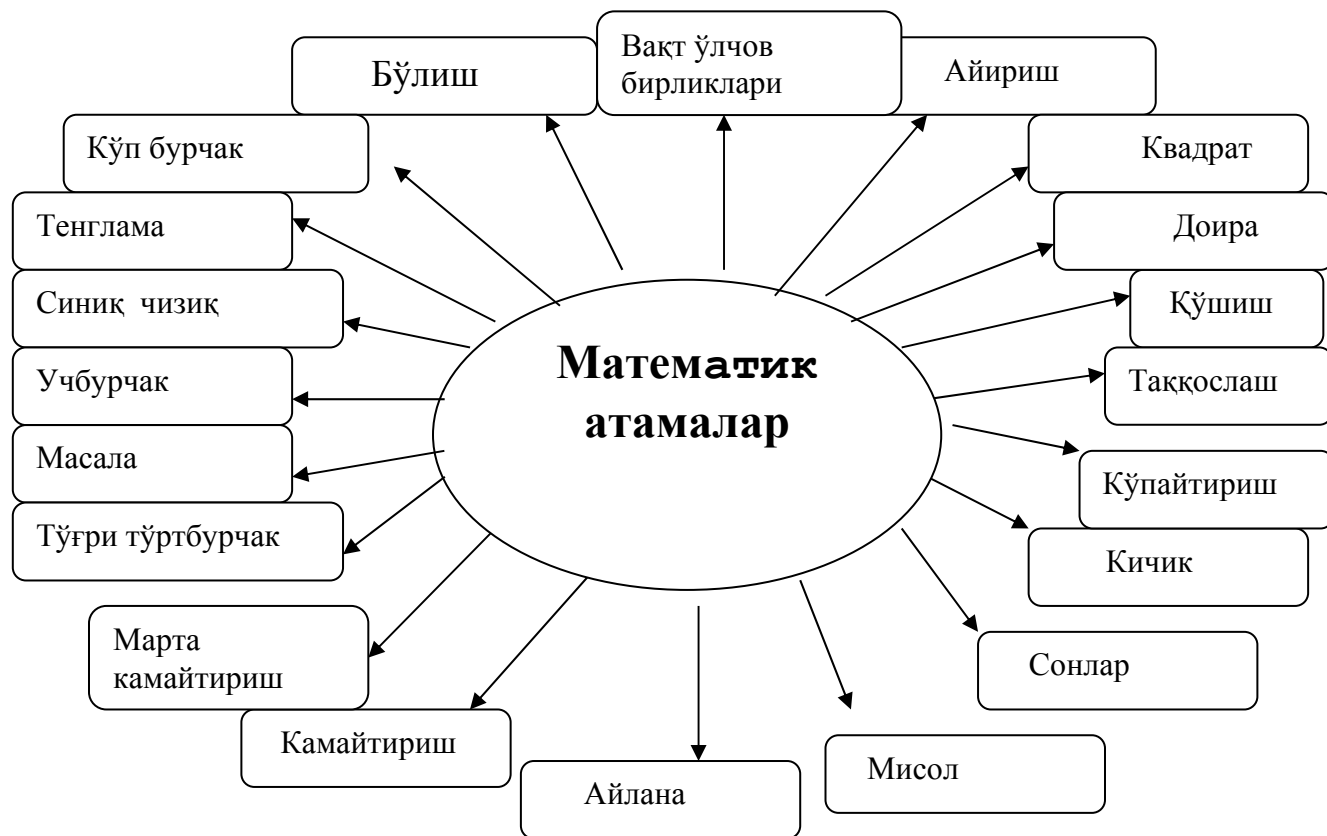 Бўлиш
Вақт ўлчов
бирликлари
Айириш
Кўп бурчак
Квадрат
Тенглама
Доира
Синиқ чизиқ
Қўшиш
Математик
атамалар
Учбурчак
Таққослаш
Масала
Кўпайтириш
Тўғри тўртбурчак
Кичик
Марта
камайтириш
Сонлар
Камайтириш
Мисол
Айлана